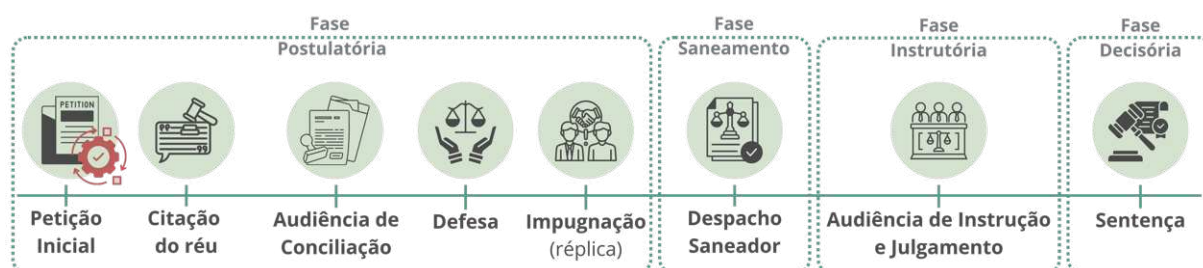 Fase
Postulatória
Fase
Saneamento
Fase
Instrutória
Fase
Decisória
PETITION
Petição
Inicial
Citação
do réu
Audiência de
Conciliação
Defesa
Impugnação
(réplica)
Despacho
Saneador
Audiência de Instrução
e Julgamento
Sentença